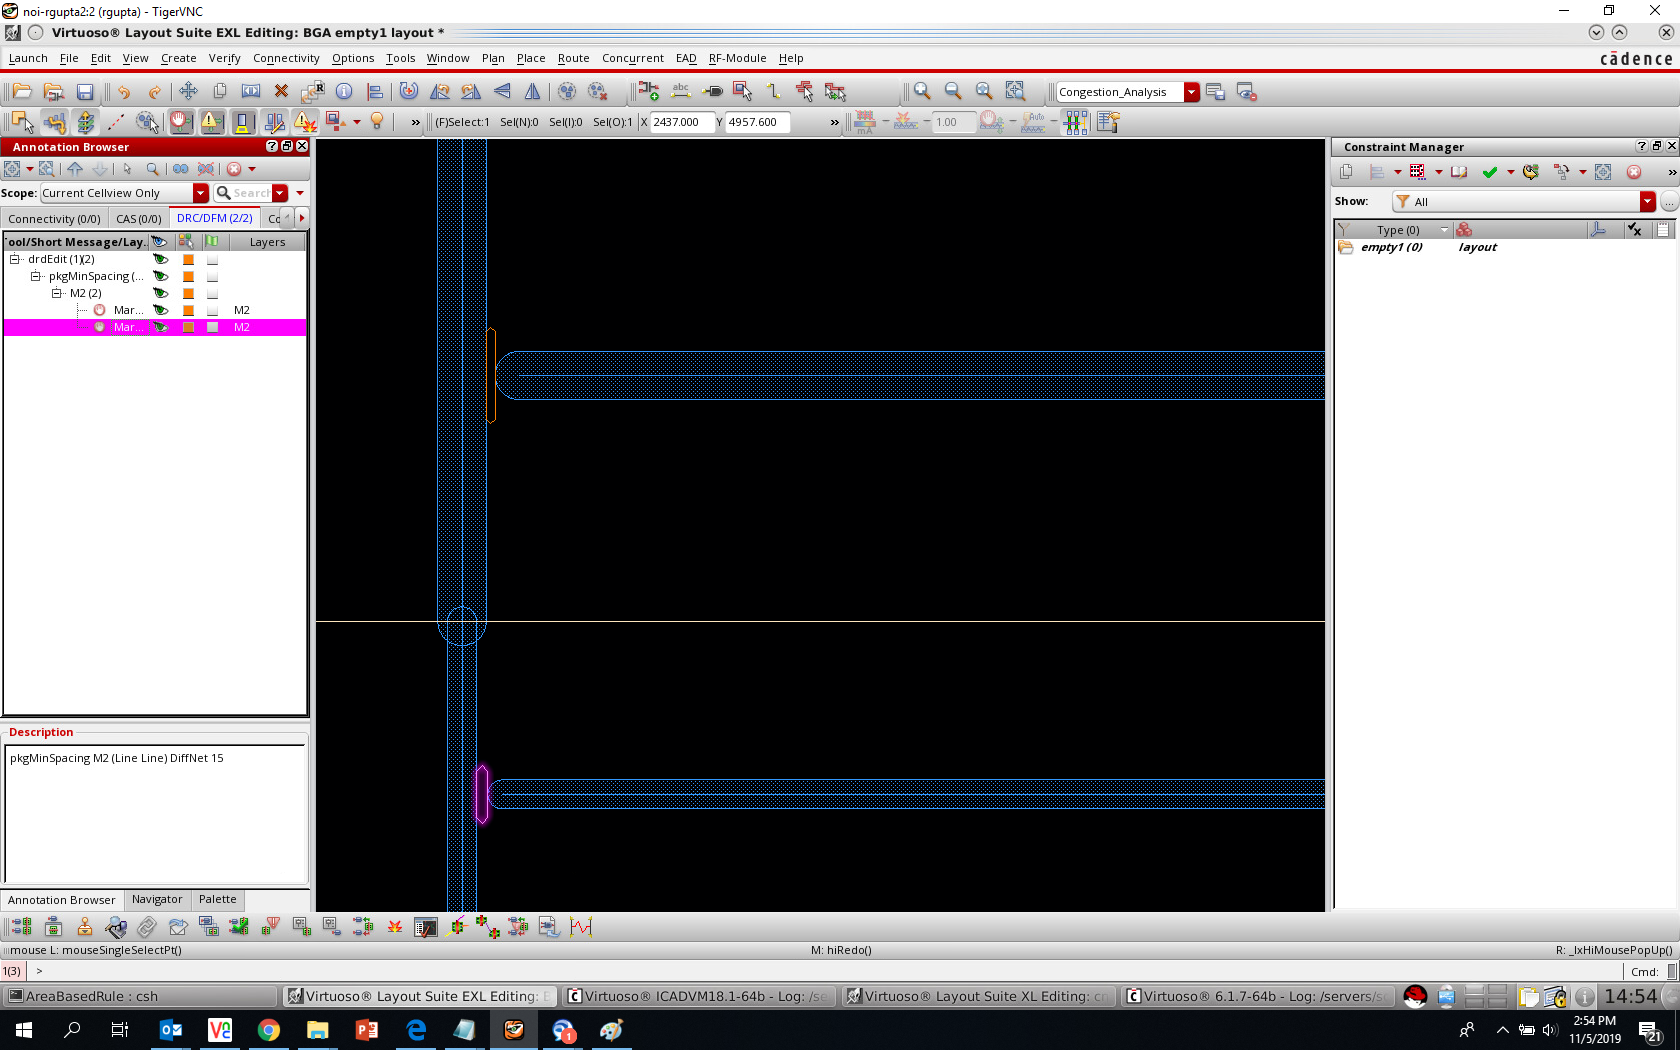 noi-rgupta2:2 (rgupta) - TigerVNC
Virtuoso® Layout Suite EXL Editing: BGA empty1 layout *
Launch File Edit View Create Verify Connectivity Options Tools Window Plan Place Route Concurrent EAD RF-Module Help
cādence
Congestion_Analysis
(F)Select:1 Sel(N):0 Sel(I):0 Sel(O):1 X 2437.000 Y 4957.600
1.00
Annotation Browser
Constraint Manager
Scope: Current Cellview Only Search
Show: All
Connectivity (0/0) CAS (0/0) DRC/DFM (2/2) Co
'ool/Short Message/Lay. Layers
Type (0)
empty1 (0) layout
drdEdit (1)(2)
pkgMinSpacing (...
M2 (2)
Mar... M2
Mar... M2
Description
pkgMinSpacing M2 (Line Line) DiffNet 15
Annotation Browser Navigator Palette
mouse L: mouseSingleSelectPt() M: hiRedo() R: _lxHiMousePopUp()
1(3) > Cmd:
AreaBasedRule : csh Virtuoso® Layout Suite EXL Editing: B Virtuoso® ICADVM18.1-64b - Log: /se Virtuoso® Layout Suite XL Editing: cn Virtuoso® 6.1.7-64b - Log: /servers/so 14:54
2:54 PM
11/5/2019
1
21